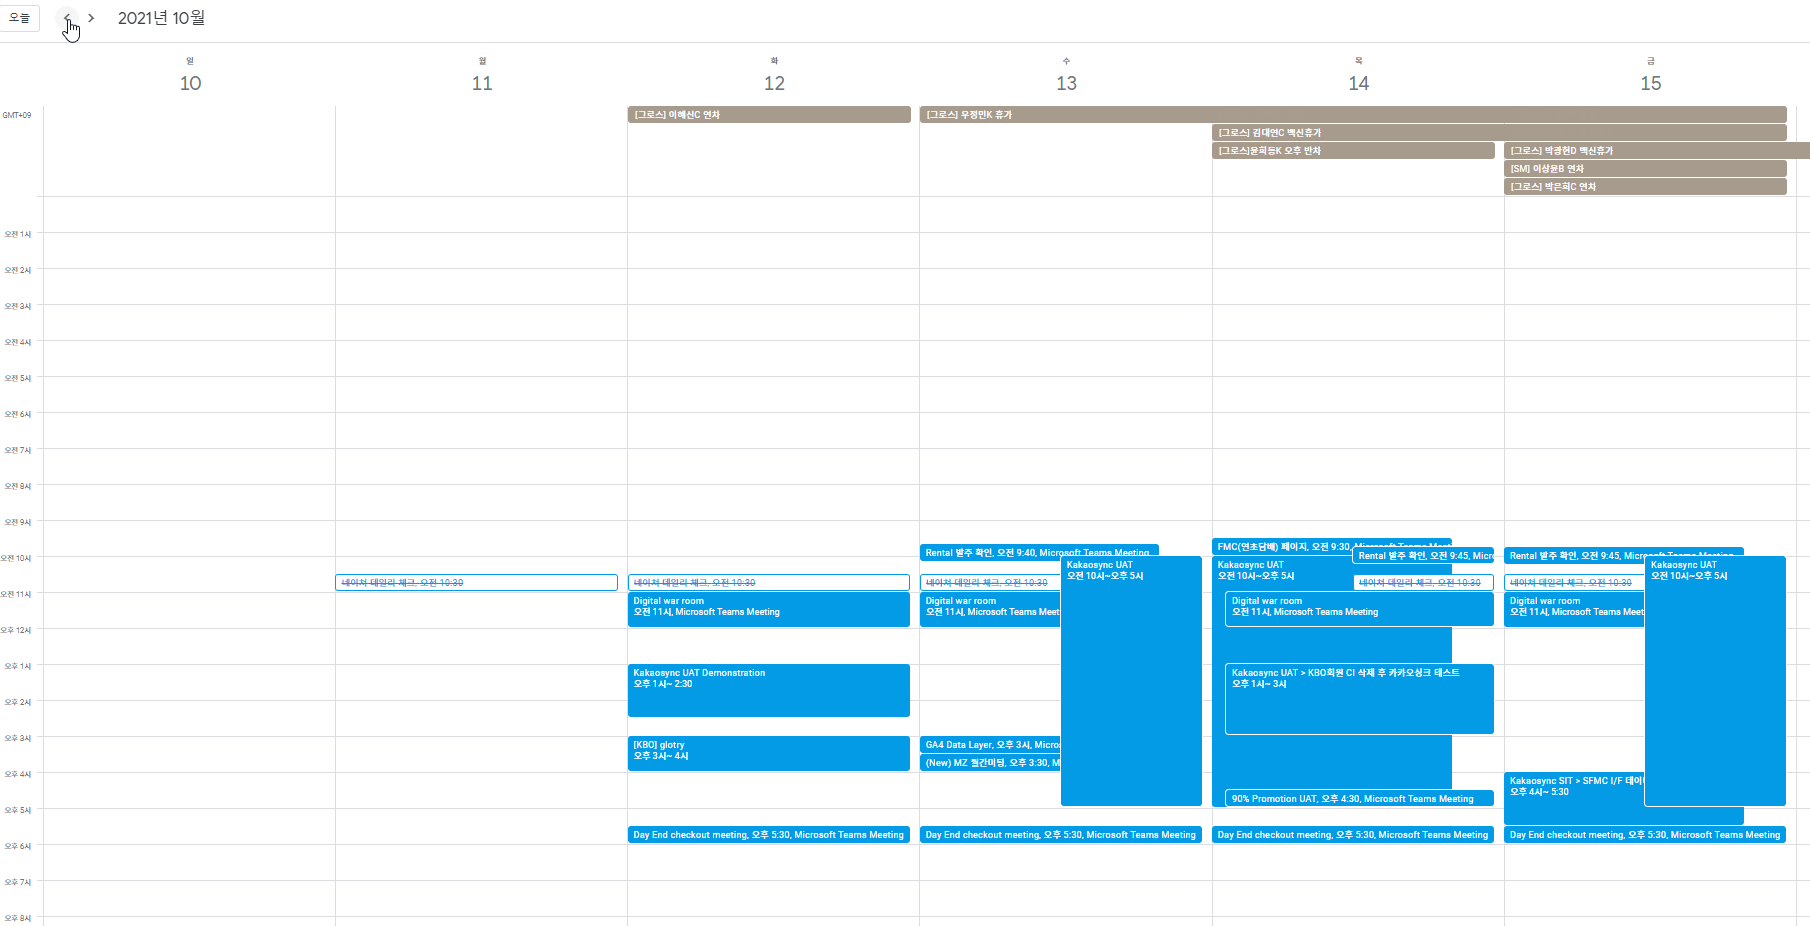 오늘
2021년 10월
일
월
화
수
목
금
10
11
12
13
14
15
GMT+09
[그로스] 이혜신C 연차
[그로스] 우정민K 휴가
[그로스] 김대연C 백신휴가
[그로스]윤희등K 오후 반차
[그로스] 박광현D 백신휴가
[SM] 이상윤B 연차
[그로스] 박은희C 연차
오전 1시
오전 2시
오전 3시
오전 4시
오전 5시
오전 6시
오전 7시
오전 8시
오전 9시
오전 10시
오전 11시
오후 12시
오후 1시
오후 2시
오후 3시
오후 4시
오후 5시
오후 6시
오후 7시
오후 8시
네이처 데일리 체크, 오전 10:30
네이처 데일리 체크, 오전 10:30
Digital war room
오전 11시, Microsoft Teams Meeting
Kakaosync UAT Demonstration
오후 1시~ 2:30
[KBO] glotry
오후 3시~ 4시
Day End checkout meeting, 오후 5:30, Microsoft Teams Meeting
Rental 발주 확인, 오전 9:40, Microsoft Teams Meeting
Kakaosync UAT
오전 10시~오후 5시
네이처 데일리 체크, 오전 10:30
Digital war room
오전 11시, Microsoft Teams Meet
GA4 Data Layer, 오후 3시, Micro
(New) MZ 월간미팅, 오후 3:30, M
Day End checkout meeting, 오후 5:30, Microsoft Teams Meeting
FMC(연초담배) 페이지, 오전 9:30, Microsoft Teams Meet
Rental 발주 확인, 오전 9:45, Micro
Kakaosync UAT
오전 10시~오후 5시
네이처 데일리 체크, 오전 10:30
Digital war room
오전 11시, Microsoft Teams Meeting
Kakaosync UAT > KBO회원 CI 삭제 후 카카오싱크 테스트
오후 1시~ 3시
90% Promotion UAT, 오후 4:30, Microsoft Teams Meeting
Day End checkout meeting, 오후 5:30, Microsoft Teams Meeting
Rental 발주 확인, 오전 9:45, Microsoft Teams Meeting
Kakaosync UAT
오전 10시~오후 5시
네이처 데일리 체크, 오전 10:30
Digital war room
오전 11시, Microsoft Teams Meet
Kakaosync SIT > SFMC I/F 데이
오후 4시~ 5:30
Day End checkout meeting, 오후 5:30, Microsoft Teams Meeting